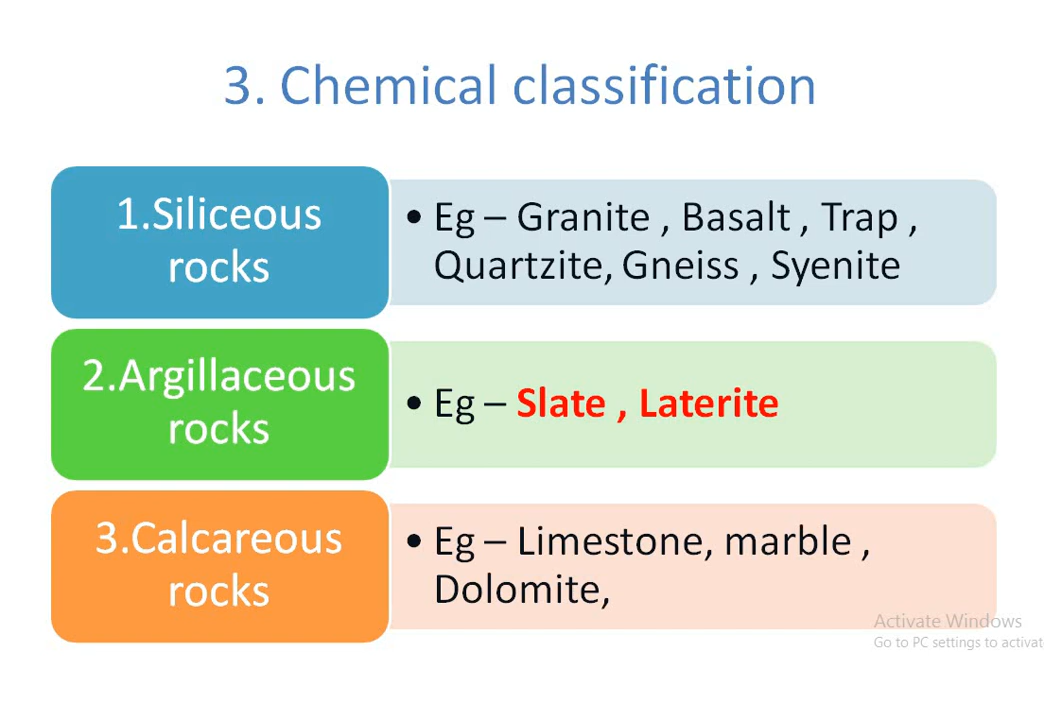 3. Chemical classification
1.Siliceous
rocks
• Eg – Granite , Basalt , Trap ,
Quartzite, Gneiss , Syenite
2.Argillaceous
rocks
• Eg – Slate , Laterite
3.Calcareous
rocks
• Eg – Limestone, marble ,
Dolomite,
Activate Windows
Go to PC settings to activat